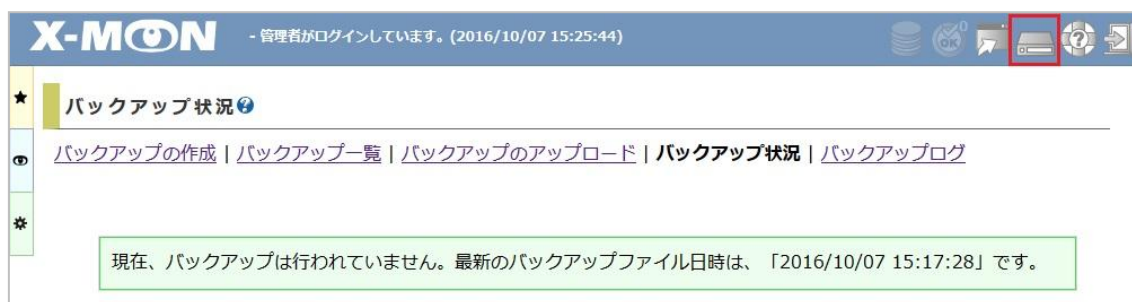 X-MON - 管理者がログインしています。(2016/10/07 15:25:44)
OK 0 ?
バックアップ状況?
バックアップの作成 | バックアップ一覧 | バックアップのアップロード | バックアップ状況 | バックアップログ
現在、バックアップは行われていません。最新のバックアップファイル日時は、「2016/10/07 15:17:28」です。